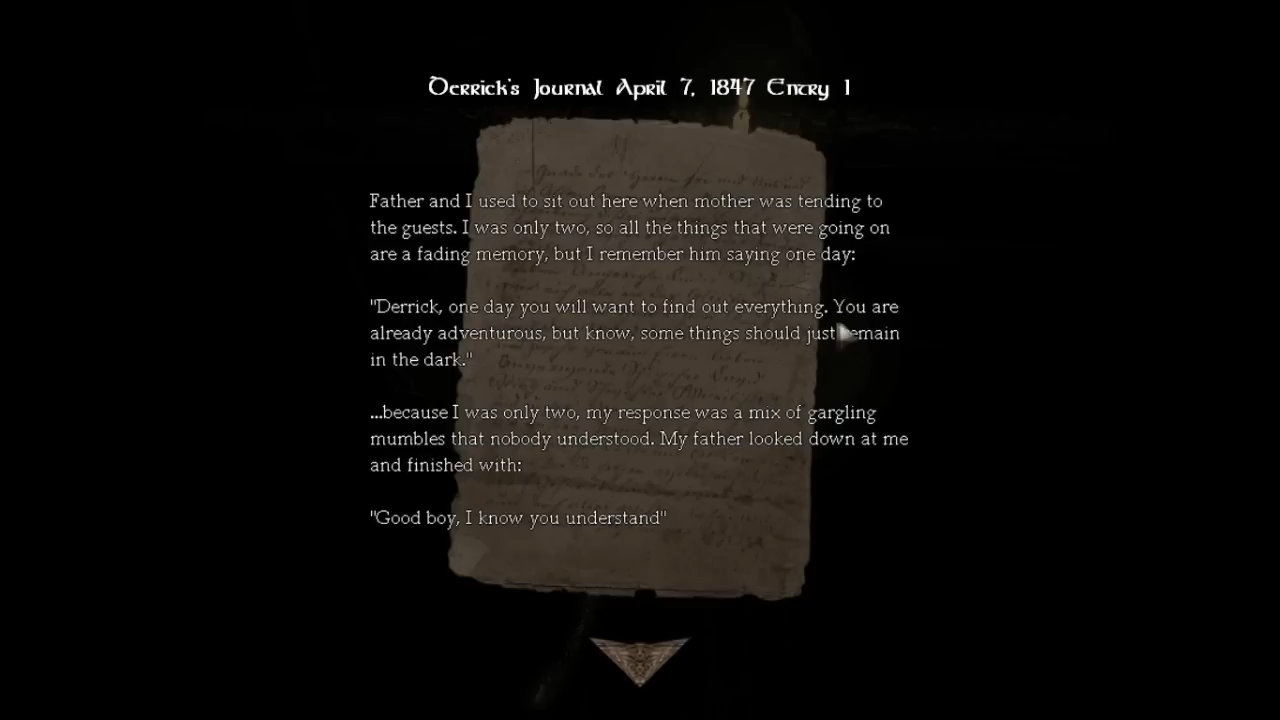 Derrick's Journal April 7, 1847 Entry 1
Father and I used to sit out here when mother was tending to
the guests. I was only two, so all the things that were going on
are a fading memory, but I remember him saying one day:
"Derrick, one day you will want to find out everything. You are
already adventurous, but know, some things should just remain
in the dark."
...because I was only two, my response was a mix of gargling
mumbles that nobody understood. My father looked down at me
and finished with:
"Good boy, I know you understand"